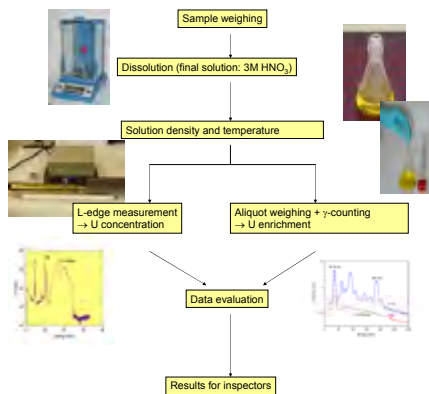 Sample weighing
Dissolution (final solution: 3M HNO₃)
Solution density and temperature
L-edge measurement
→ U concentration
Aliquot weighing + γ-counting
→ U enrichment
Data evaluation
Results for inspectors